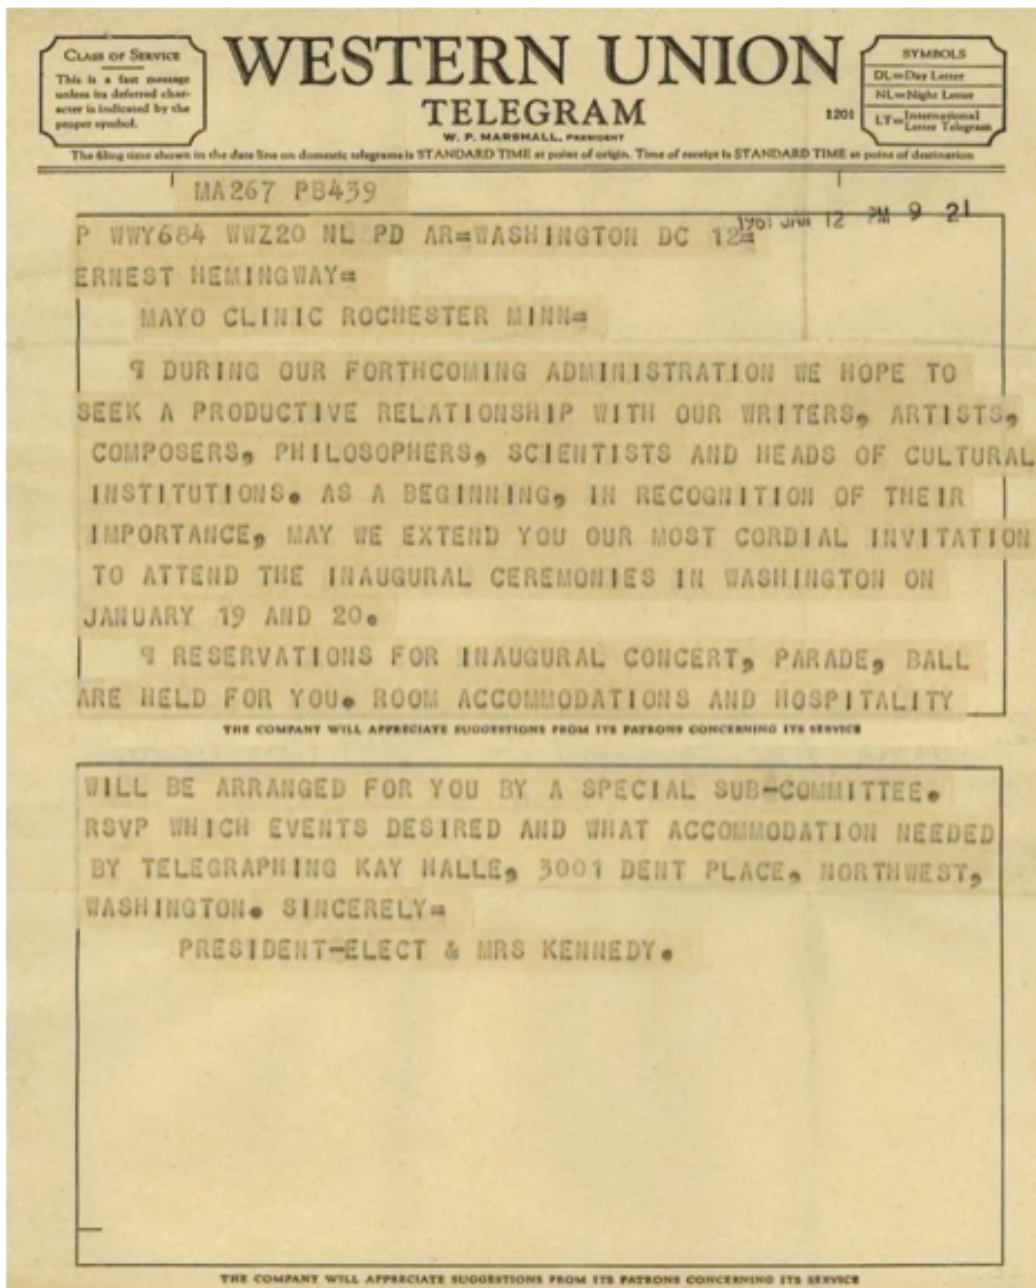 CLASS OF SERVICE
This is a fast message
unless its deferred char-
acter is indicated by the
proper symbol.
WESTERN UNION
TELEGRAM
W. P. MARSHALL, PRESIDENT
1201
SYMBOLS
DL=Day Letter
NL=Night Letter
LT=International Letter Telegram
The filing time shown in the date line on domestic telegrams is STANDARD TIME at point of origin. Time of receipt is STANDARD TIME at point of destination
MA267 PB439
1961 JAN 12 PM 9 21
P WWY684 WWZ20 NL PD AR=WASHINGTON DC 12=
ERNEST HEMINGWAY=
MAYO CLINIC ROCHESTER MINN=
¶ DURING OUR FORTHCOMING ADMINISTRATION WE HOPE TO
SEEK A PRODUCTIVE RELATIONSHIP WITH OUR WRITERS, ARTISTS,
COMPOSERS, PHILOSOPHERS, SCIENTISTS AND HEADS OF CULTURAL
INSTITUTIONS. AS A BEGINNING, IN RECOGNITION OF THEIR
IMPORTANCE, MAY WE EXTEND YOU OUR MOST CORDIAL INVITATION
TO ATTEND THE INAUGURAL CEREMONIES IN WASHINGTON ON
JANUARY 19 AND 20.
¶ RESERVATIONS FOR INAUGURAL CONCERT, PARADE, BALL
ARE HELD FOR YOU. ROOM ACCOMMODATIONS AND HOSPITALITY
THE COMPANY WILL APPRECIATE SUGGESTIONS FROM ITS PATRONS CONCERNING ITS SERVICE
WILL BE ARRANGED FOR YOU BY A SPECIAL SUB-COMMITTEE.
RSVP WHICH EVENTS DESIRED AND WHAT ACCOMMODATION NEEDED
BY TELEGRAPHING KAY HALLE, 3001 DENT PLACE, NORTHWEST,
WASHINGTON. SINCERELY=
PRESIDENT-ELECT & MRS KENNEDY.
THE COMPANY WILL APPRECIATE SUGGESTIONS FROM ITS PATRONS CONCERNING ITS SERVICE